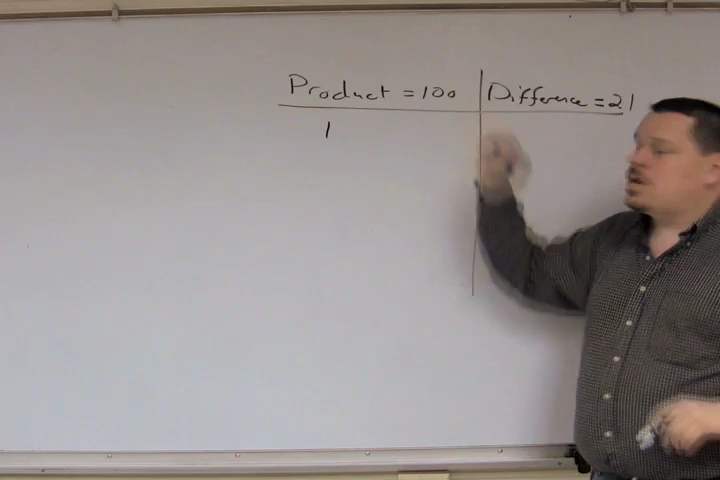 Product = 100 Difference = 21
1